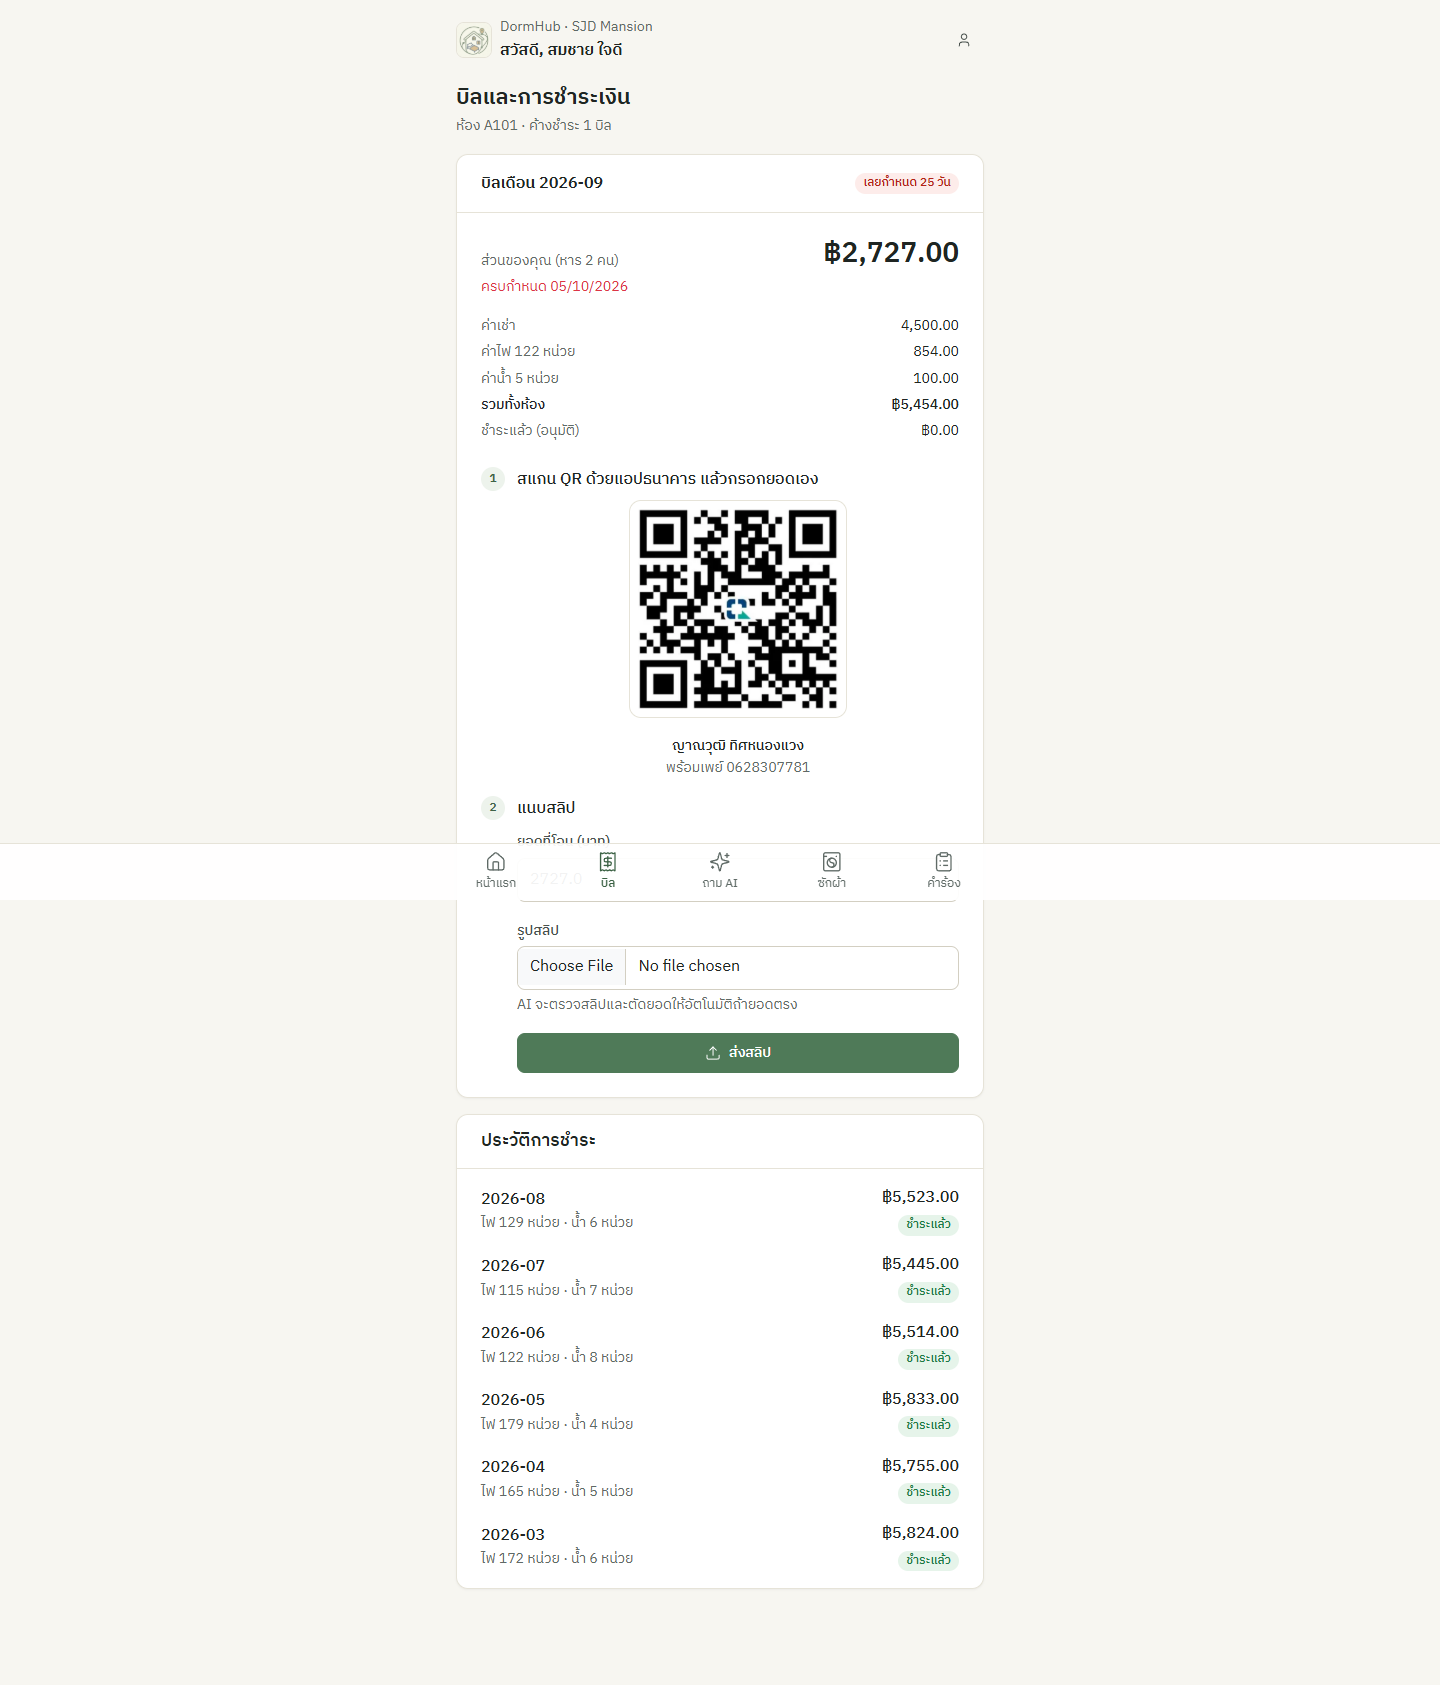 DormHub · SJD Mansion
สวัสดี, สมชาย ใจดี
บิลและการชำระเงิน
ห้อง A101 · ค้างชำระ 1 บิล
บิลเดือน 2026-09
เลยกำหนด 25 วัน
ส่วนของคุณ (หาร 2 คน)
฿2,727.00
ครบกำหนด 05/10/2026
ค่าเช่า 4,500.00
ค่าไฟ 122 หน่วย 854.00
ค่าน้ำ 5 หน่วย 100.00
รวมทั้งห้อง ฿5,454.00
ชำระแล้ว (อนุมัติ) ฿0.00
1 สแกน QR ด้วยแอปธนาคาร แล้วกรอกยอดเอง
ญาณวุฒิ ทิศหนองแวง
พร้อมเพย์ 0628307781
2 แนบสลิป
ยอดที่โอน (บาท)
2727.0
หน้าแรก บิล ถาม AI ซักผ้า คำร้อง
รูปสลิป
Choose File No file chosen
AI จะตรวจสลิปและตัดยอดให้อัตโนมัติถ้ายอดตรง
ส่งสลิป
ประวัติการชำระ
2026-08 ฿5,523.00
ไฟ 129 หน่วย · น้ำ 6 หน่วย ชำระแล้ว
2026-07 ฿5,445.00
ไฟ 115 หน่วย · น้ำ 7 หน่วย ชำระแล้ว
2026-06 ฿5,514.00
ไฟ 122 หน่วย · น้ำ 8 หน่วย ชำระแล้ว
2026-05 ฿5,833.00
ไฟ 179 หน่วย · น้ำ 4 หน่วย ชำระแล้ว
2026-04 ฿5,755.00
ไฟ 165 หน่วย · น้ำ 5 หน่วย ชำระแล้ว
2026-03 ฿5,824.00
ไฟ 172 หน่วย · น้ำ 6 หน่วย ชำระแล้ว